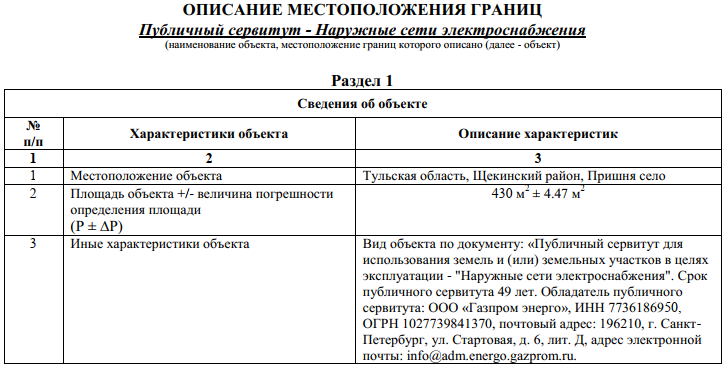 ОПИСАНИЕ МЕСТОПОЛОЖЕНИЯ ГРАНИЦ
Публичный сервитут - Наружные сети электроснабжения
(наименование объекта, местоположение границ которого описано (далее - объект)
Раздел 1
Сведения об объекте
№ п/п Характеристики объекта Описание характеристик
1 2 3
1 Местоположение объекта Тульская область, Щекинский район, Пришня село
2 Площадь объекта +/- величина погрешности 430 м² ± 4.47 м²
определения площади
(Р ± ΔР)
3 Иные характеристики объекта Вид объекта по документу: «Публичный сервитут для
использования земель и (или) земельных участков в целях
эксплуатации - "Наружные сети электроснабжения". Срок
публичного сервитута 49 лет. Обладатель публичного
сервитута: ООО «Газпром энерго», ИНН 7736186950,
ОГРН 1027739841370, почтовый адрес: 196210, г. Санкт-
Петербург, ул. Стартовая, д. 6, лит. Д, адрес электронной
почты: info@adm.energo.gazprom.ru.